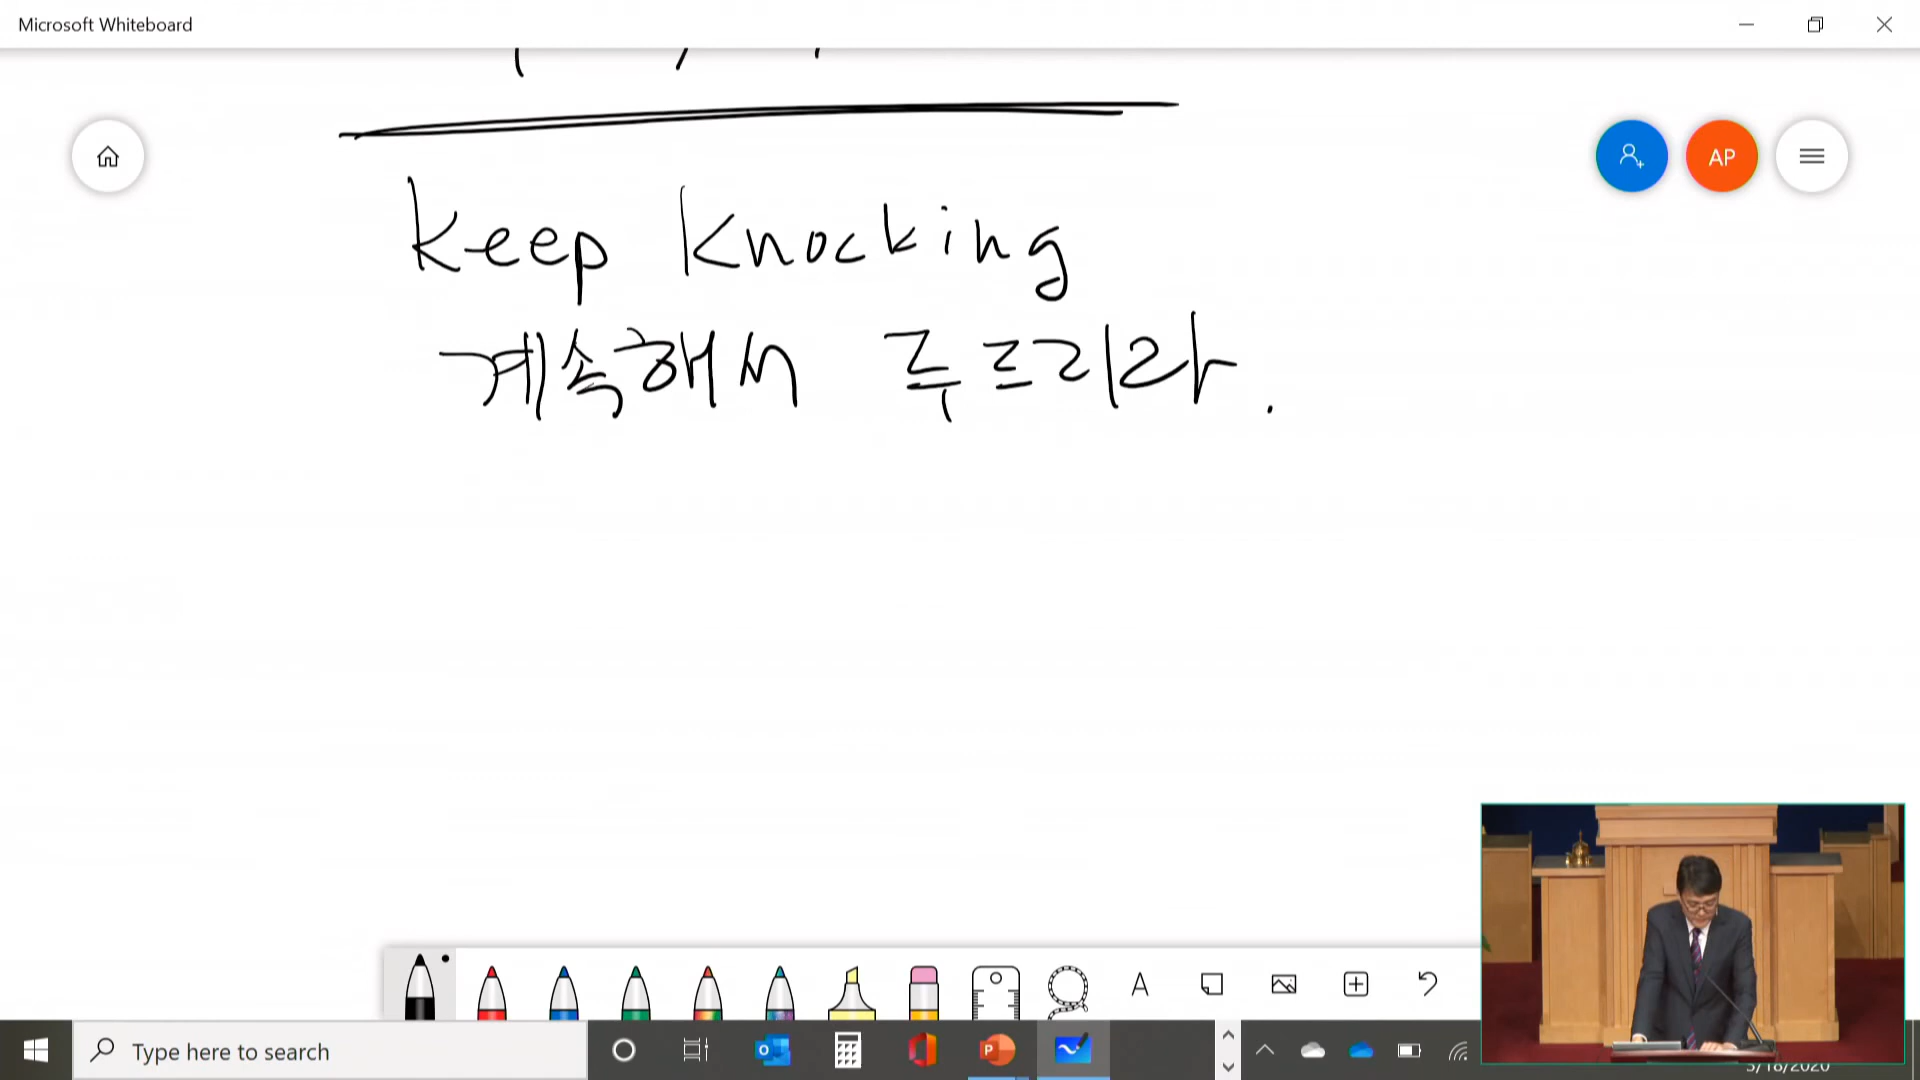 Microsoft Whiteboard
AP
keep knocking
계속해서 두드리라.
A
Type here to search